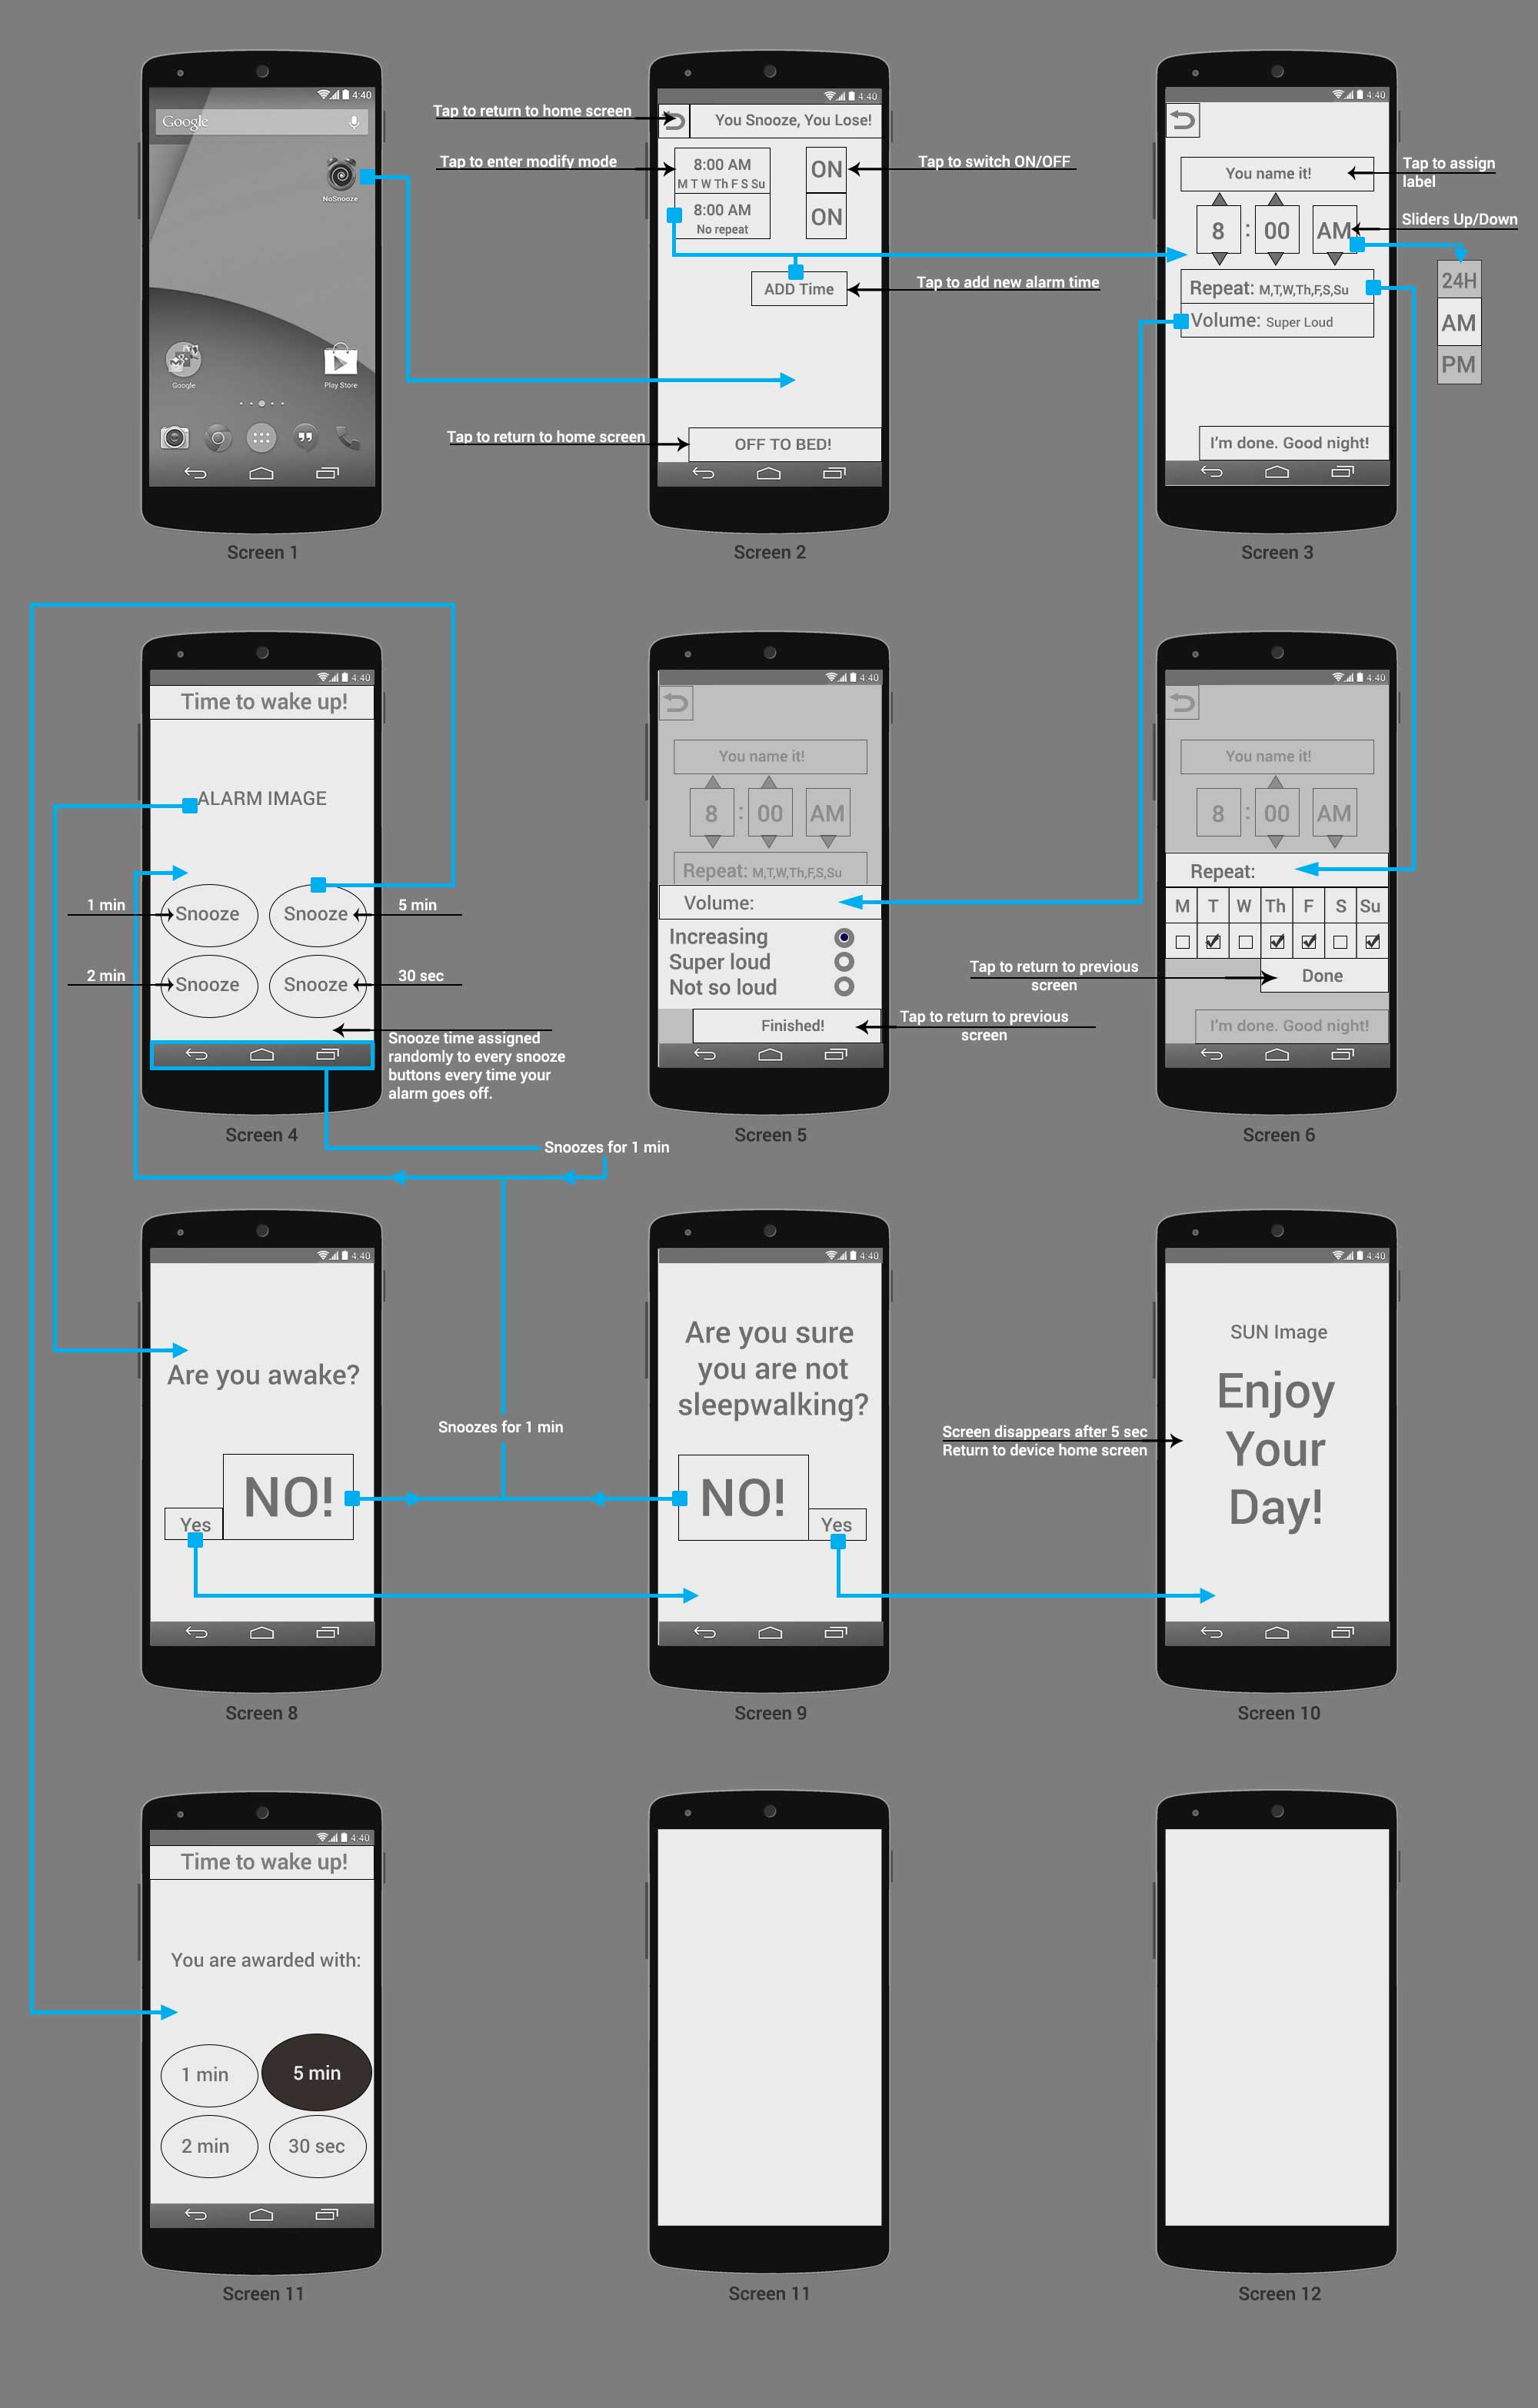 4:40
Google
NoSnooze
Google
Play Store
Screen 1
Tap to return to home screen
Tap to enter modify mode
4:40
You Snooze, You Lose!
8:00 AM
M T W Th F S Su
ON
8:00 AM
No repeat
ON
Tap to switch ON/OFF
ADD Time
Tap to add new alarm time
Tap to return to home screen
OFF TO BED!
Screen 2
4:40
You name it!
Tap to assign
label
8 : 00 AM
Sliders Up/Down
24H
AM
PM
Repeat: M,T,W,Th,F,S,Su
Volume: Super Loud
I'm done. Good night!
Screen 3
4:40
Time to wake up!
ALARM IMAGE
1 min
Snooze
Snooze
5 min
2 min
Snooze
Snooze
30 sec
Snooze time assigned
randomly to every snooze
buttons every time your
alarm goes off.
Screen 4
Snoozes for 1 min
4:40
You name it!
8 : 00 AM
Repeat: M,T,W,Th,F,S,Su
Volume:
Increasing
Super loud
Not so loud
Finished!
Tap to return to previous
screen
Screen 5
4:40
You name it!
8 : 00 AM
Repeat:
M T W Th F S Su
Tap to return to previous
screen
Done
I'm done. Good night!
Screen 6
4:40
Are you awake?
NO!
Yes
Screen 8
Snoozes for 1 min
4:40
Are you sure
you are not
sleepwalking?
NO!
Yes
Screen 9
Screen disappears after 5 sec
Return to device home screen
4:40
SUN Image
Enjoy
Your
Day!
Screen 10
4:40
Time to wake up!
You are awarded with:
1 min
5 min
2 min
30 sec
Screen 11
Screen 11
Screen 12